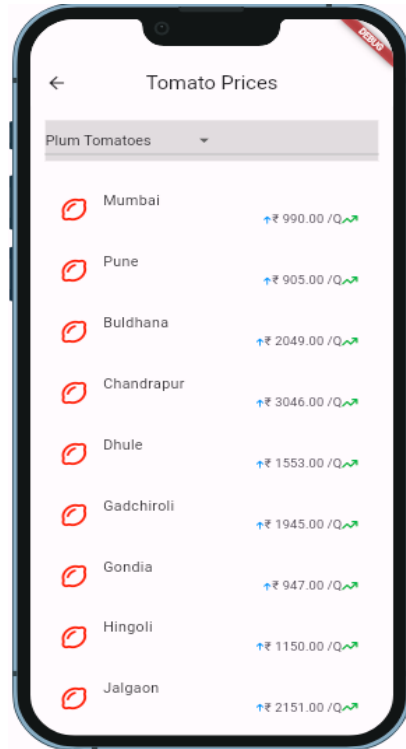 DEBUG
Tomato Prices
Plum Tomatoes
Mumbai
₹ 990.00 /Q
Pune
₹ 905.00 /Q
Buldhana
₹ 2049.00 /Q
Chandrapur
₹ 3046.00 /Q
Dhule
₹ 1553.00 /Q
Gadchiroli
₹ 1945.00 /Q
Gondia
₹ 947.00 /Q
Hingoli
₹ 1150.00 /Q
Jalgaon
₹ 2151.00 /Q